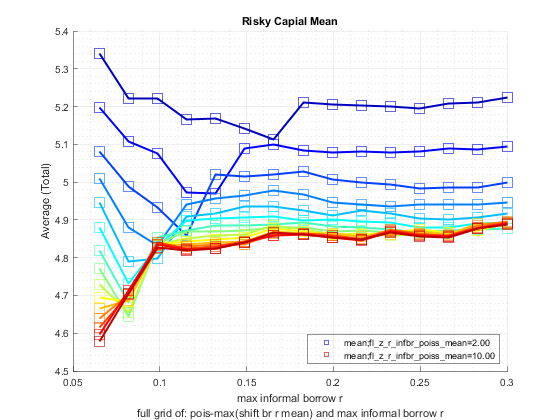 Risky Capial Mean
5.4
5.3
5.2
5.1
5
4.9
4.8
4.7
4.6
4.5
Average (Total)
0.05
0.1
0.15
0.2
0.25
0.3
mean;fl_z_r_infbr_poiss_mean=2.00
mean;fl_z_r_infbr_poiss_mean=10.00
max informal borrow r
full grid of: pois-max(shift br r mean) and max informal borrow r